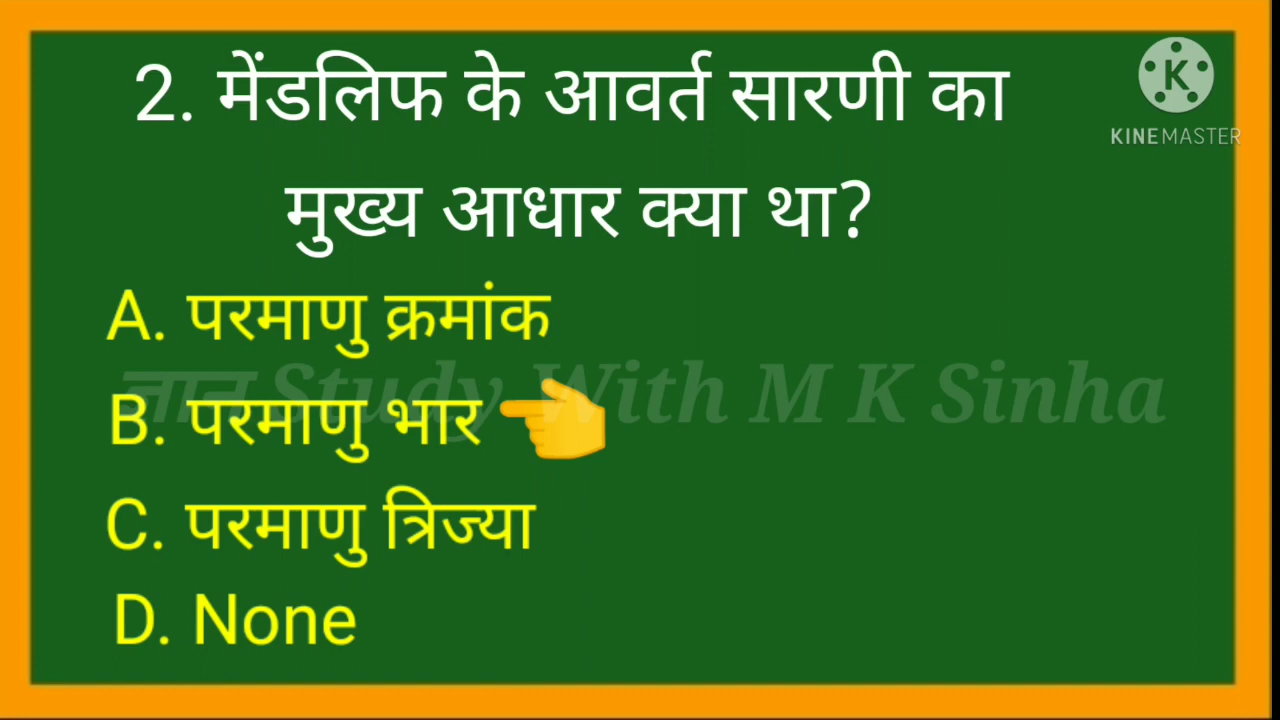 2. मेंडलिफ के आवर्त सारणी का
मुख्य आधार क्या था?
K
KINEMASTER
A. परमाणु क्रमांक
ज्ञान Study With M K Sinha
B. परमाणु भार
C. परमाणु त्रिज्या
D. None